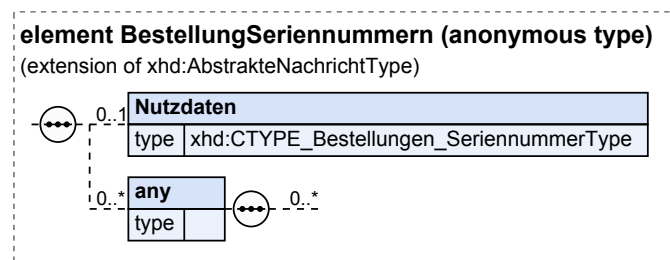 element BestellungSeriennummern (anonymous type)
(extension of xhd:AbstrakteNachrichtType)
0..1 Nutzdaten
type xhd:CTYPE_Bestellungen_SeriennummerType
0..* any 0..*
type